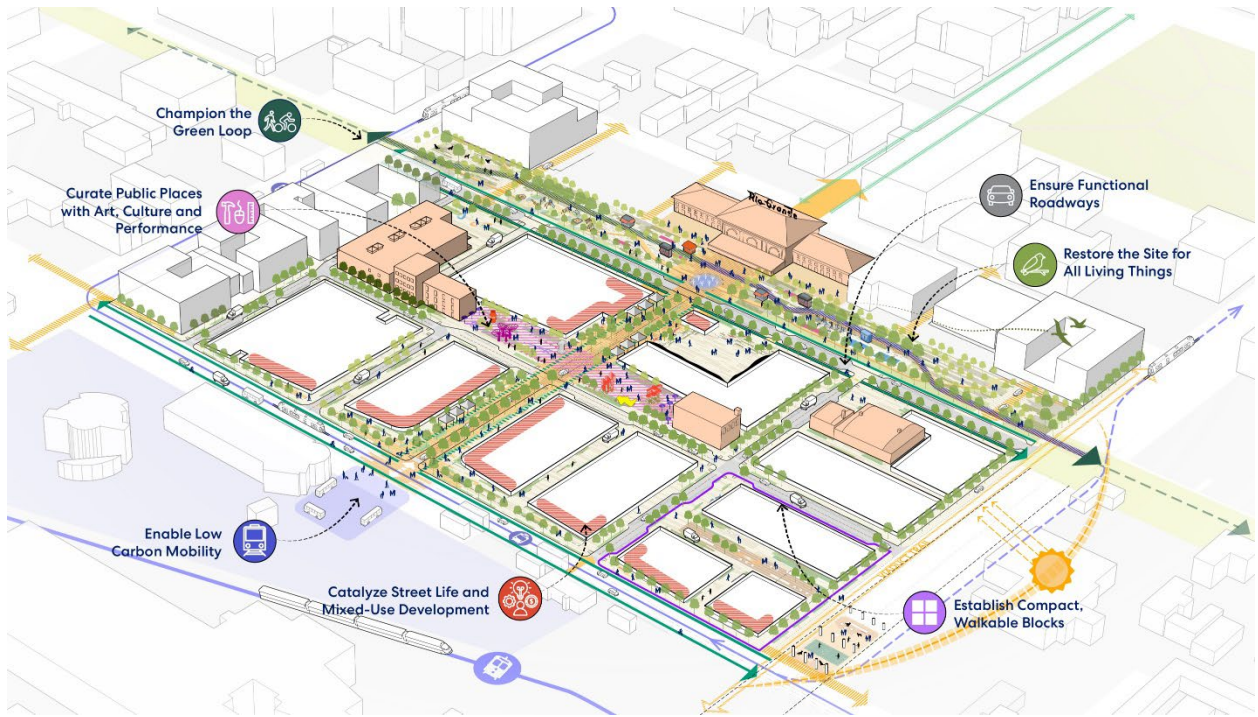 Champion the
Green Loop
Rio Grande
Curate Public Places
with Art, Culture and
Performance
Ensure Functional
Roadways
Restore the Site for
All Living Things
Enable Low
Carbon Mobility
Catalyze Street Life and
Mixed-Use Development
Establish Compact,
Walkable Blocks